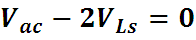 V_ac − 2V_Ls = 0